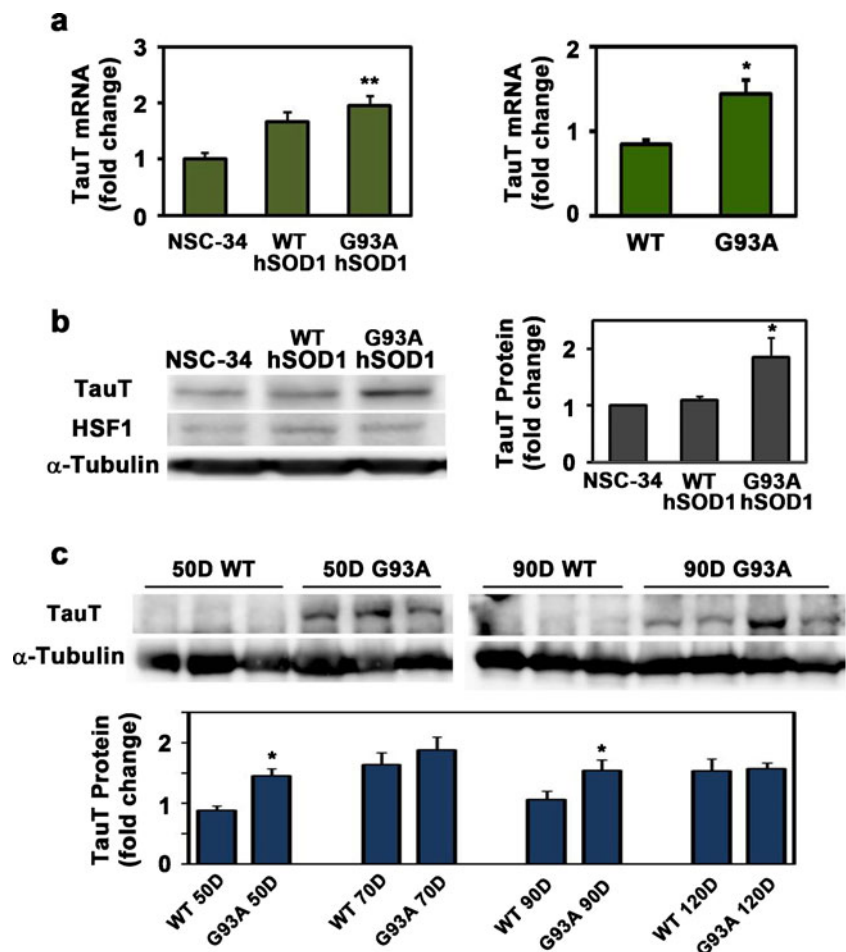 a
TauT mRNA
(fold change)
3
2
1
0
**
NSC-34
WT
hSOD1
G93A
hSOD1
TauT mRNA
(fold change)
2
1
0
*
WT
G93A
b
NSC-34
WT
hSOD1
G93A
hSOD1
TauT
HSF1
α-Tubulin
TauT Protein
(fold change)
2
1
0
*
NSC-34
WT
hSOD1
G93A
hSOD1
c
50D WT
50D G93A
90D WT
90D G93A
TauT
α-Tubulin
TauT Protein
(fold change)
2
1
0
*
*
WT 50D
G93A 50D
WT 70D
G93A 70D
WT 90D
G93A 90D
WT 120D
G93A 120D